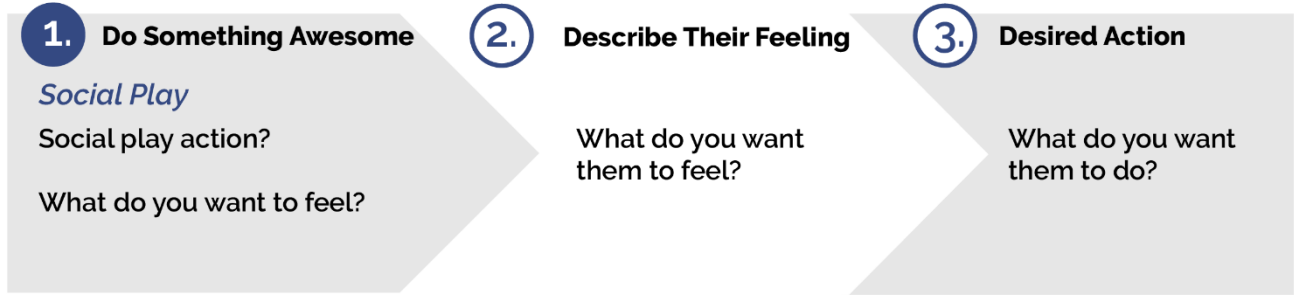 1. Do Something Awesome
Social Play
Social play action?
What do you want to feel?
2. Describe Their Feeling
What do you want
them to feel?
3. Desired Action
What do you want
them to do?